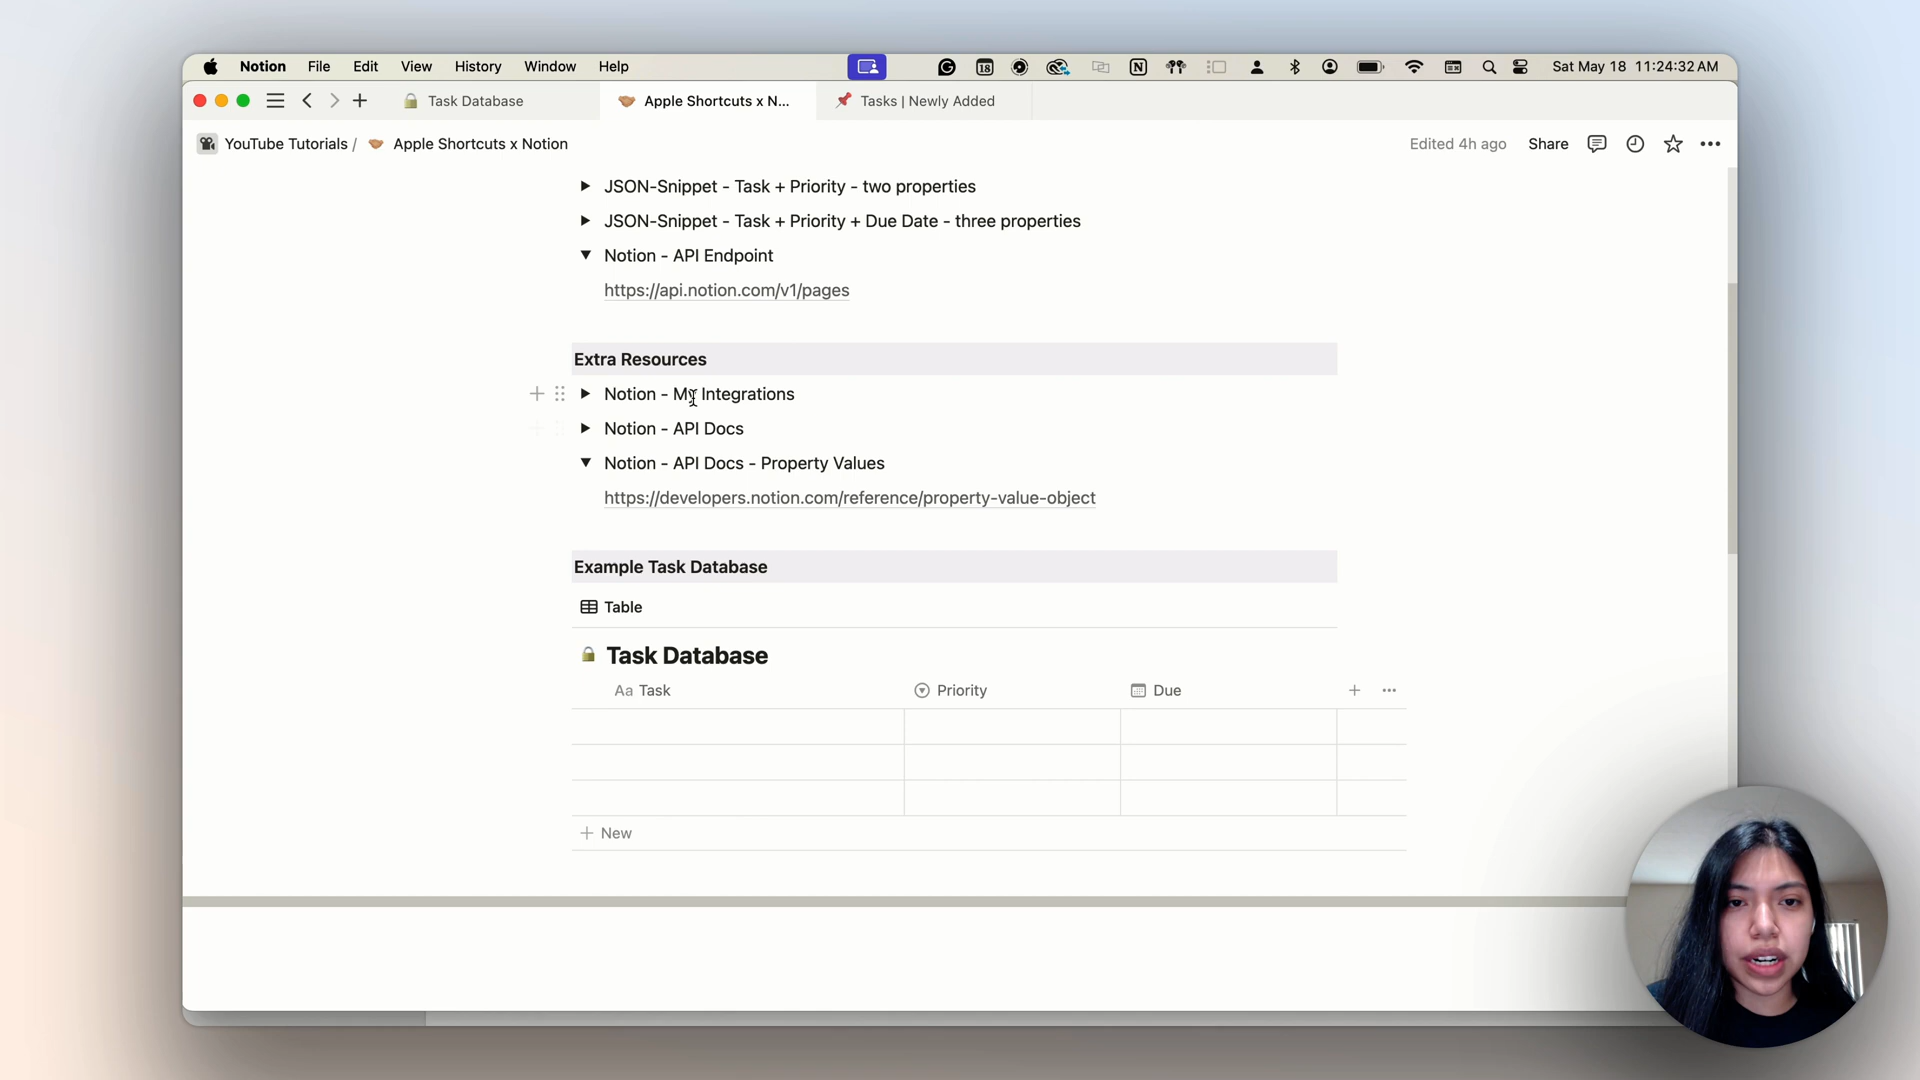 Notion File Edit View History Window Help 18 Sat May 18 11:24:32 AM
Task Database Apple Shortcuts x N... Tasks | Newly Added
YouTube Tutorials / Apple Shortcuts x Notion Edited 4h ago Share
JSON-Snippet - Task + Priority - two properties
JSON-Snippet - Task + Priority + Due Date - three properties
Notion - API Endpoint
https://api.notion.com/v1/pages
Extra Resources
Notion - My Integrations
Notion - API Docs
Notion - API Docs - Property Values
https://developers.notion.com/reference/property-value-object
Example Task Database
Table
Task Database
Aa Task Priority Due
New